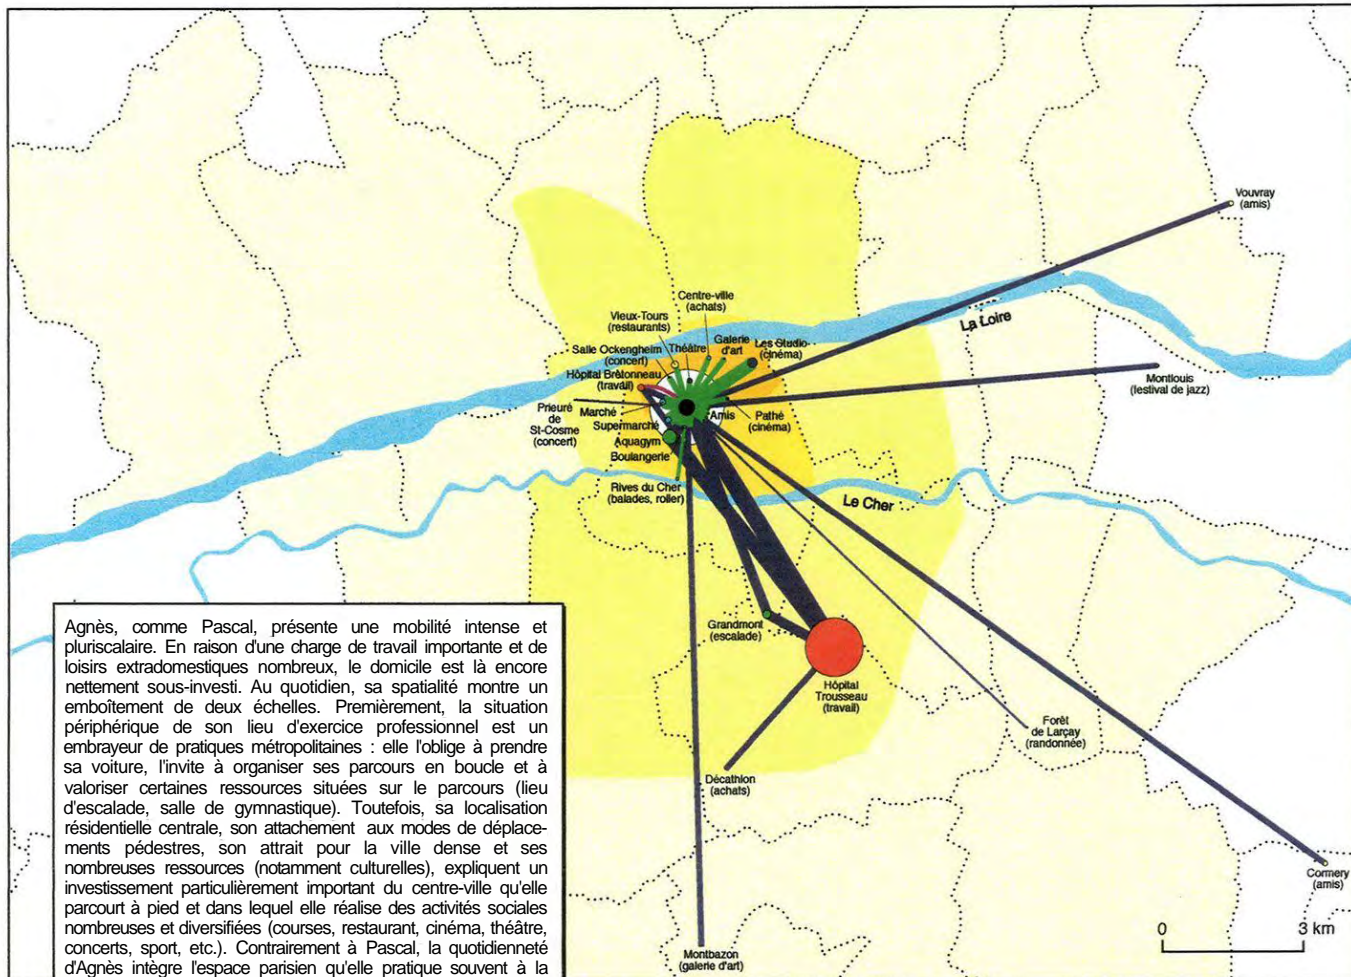 Vouvray
(amis)
Centre-ville
(achats)
Vieux-Tours
(restaurants)
La Loire
Galerie
d'art
Théâtre
Les Studio-
(cinéma)
Salle Ockengheim
(concert)
Hôpital Bretonneau
(travail)
Montlouis
(festival de jazz)
Prieuré
de
St-Cosme
(concert)
Marché
Amis
Pathé
(cinéma)
Supermarché
Aquagym
Boulangerie
Rives du Cher
(balades, roller)
Le Cher
Grandmont
(escalade)
Hôpital
Trousseau
(travail)
Forêt
de Larçay
(randonnée)
Décathlon
(achats)
Cormery
(amis)
Montbazon
(galerie d'art)
0 3 km
Agnès, comme Pascal, présente une mobilité intense et
pluriscalaire. En raison d'une charge de travail importante et de
loisirs extradomestiques nombreux, le domicile est là encore
nettement sous-investi. Au quotidien, sa spatialité montre un
emboîtement de deux échelles. Premièrement, la situation
périphérique de son lieu d'exercice professionnel est un
embrayeur de pratiques métropolitaines : elle l'oblige à prendre
sa voiture, l'invite à organiser ses parcours en boucle et à
valoriser certaines ressources situées sur le parcours (lieu
d'escalade, salle de gymnastique). Toutefois, sa localisation
résidentielle centrale, son attachement aux modes de déplace-
ments pédestres, son attrait pour la ville dense et ses
nombreuses ressources (notamment culturelles), expliquent un
investissement particulièrement important du centre-ville qu'elle
parcourt à pied et dans lequel elle réalise des activités sociales
nombreuses et diversifiées (courses, restaurant, cinéma, théâtre,
concerts, sport, etc.). Contrairement à Pascal, la quotidienneté
d'Agnès intègre l'espace parisien qu'elle pratique souvent à la